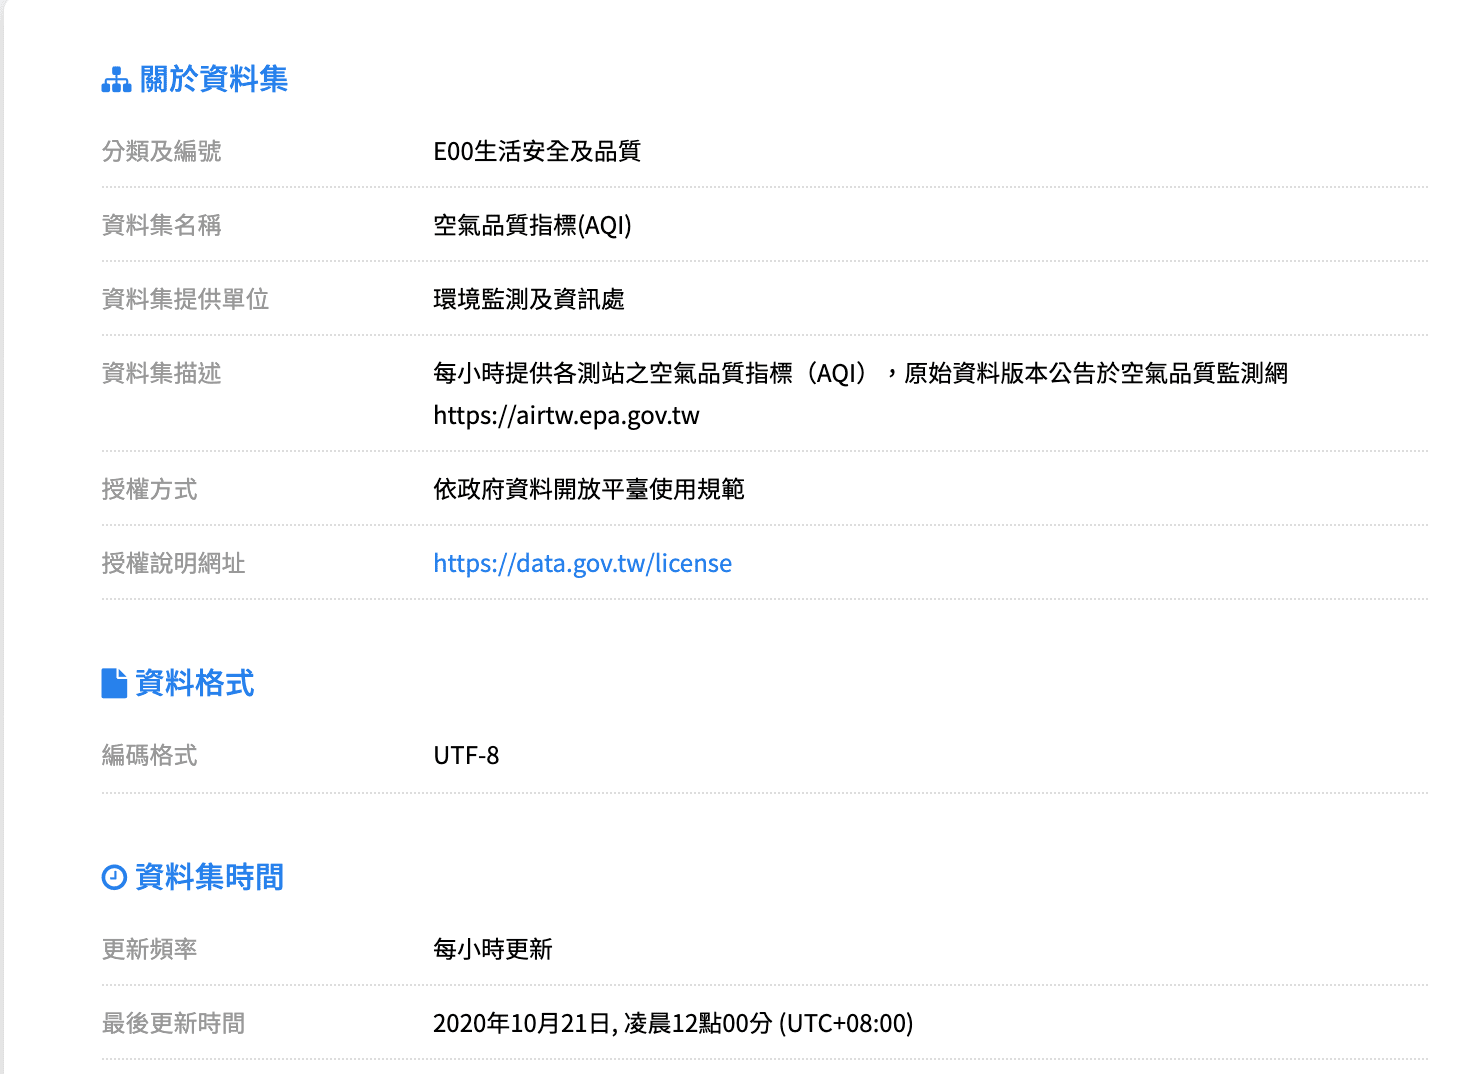 關於資料集
分類及編號 E00生活安全及品質
資料集名稱 空氣品質指標(AQI)
資料集提供單位 環境監測及資訊處
資料集描述 每小時提供各測站之空氣品質指標（AQI），原始資料版本公告於空氣品質監測網
https://airtw.epa.gov.tw
授權方式 依政府資料開放平臺使用規範
授權說明網址 https://data.gov.tw/license
資料格式
編碼格式 UTF-8
資料集時間
更新頻率 每小時更新
最後更新時間 2020年10月21日, 凌晨12點00分 (UTC+08:00)